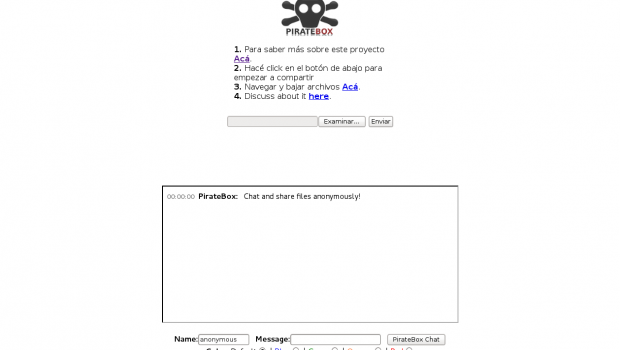 PIRATEBOX
1. Para saber más sobre este proyecto
Acá.
2. Hacé click en el botón de abajo para
empezar a compartir
3. Navegar y bajar archivos Acá.
4. Discuss about it here.
Examinar... Enviar
00:00:00 PirateBox: Chat and share files anonymously!
Name: anonymous Message: PirateBox Chat